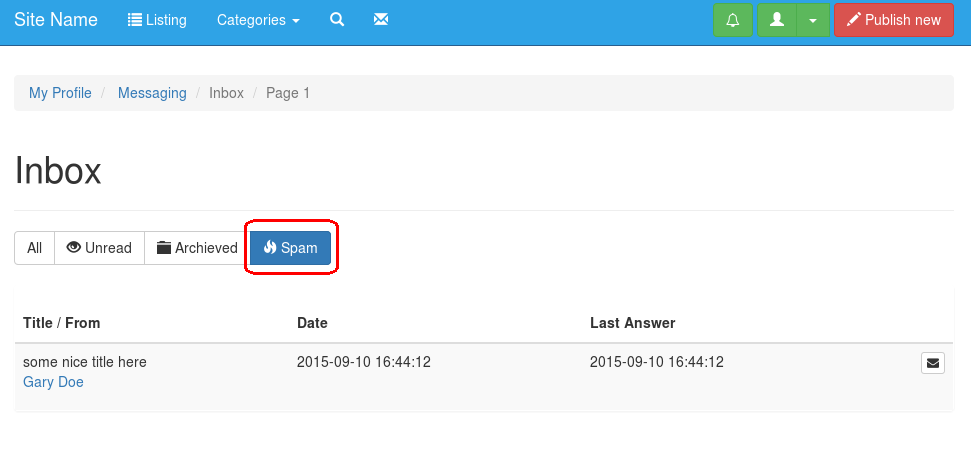 Site Name Listing Categories Publish new
My Profile / Messaging / Inbox / Page 1
Inbox
All Unread Archieved Spam
Title / From Date Last Answer
some nice title here 2015-09-10 16:44:12 2015-09-10 16:44:12
Gary Doe